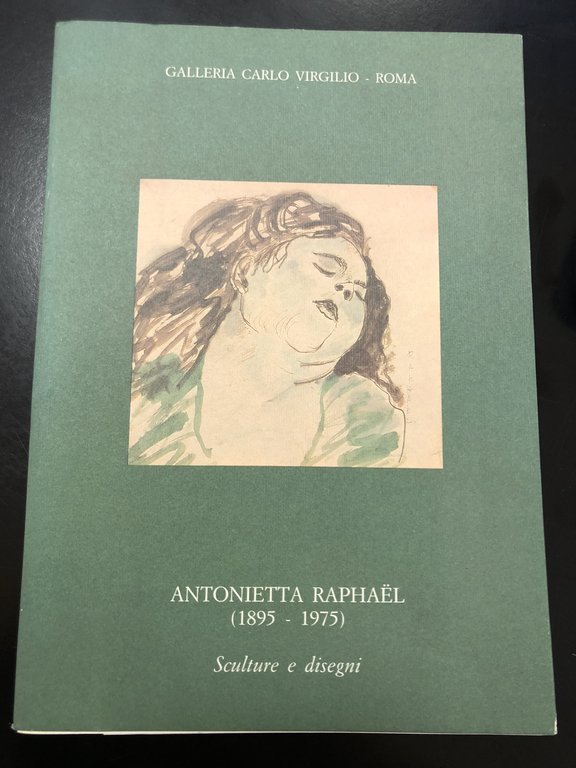 GALLERIA CARLO VIRGILIO - ROMA
ANTONIETTA RAPHAËL
(1895 - 1975)
Sculture e disegni